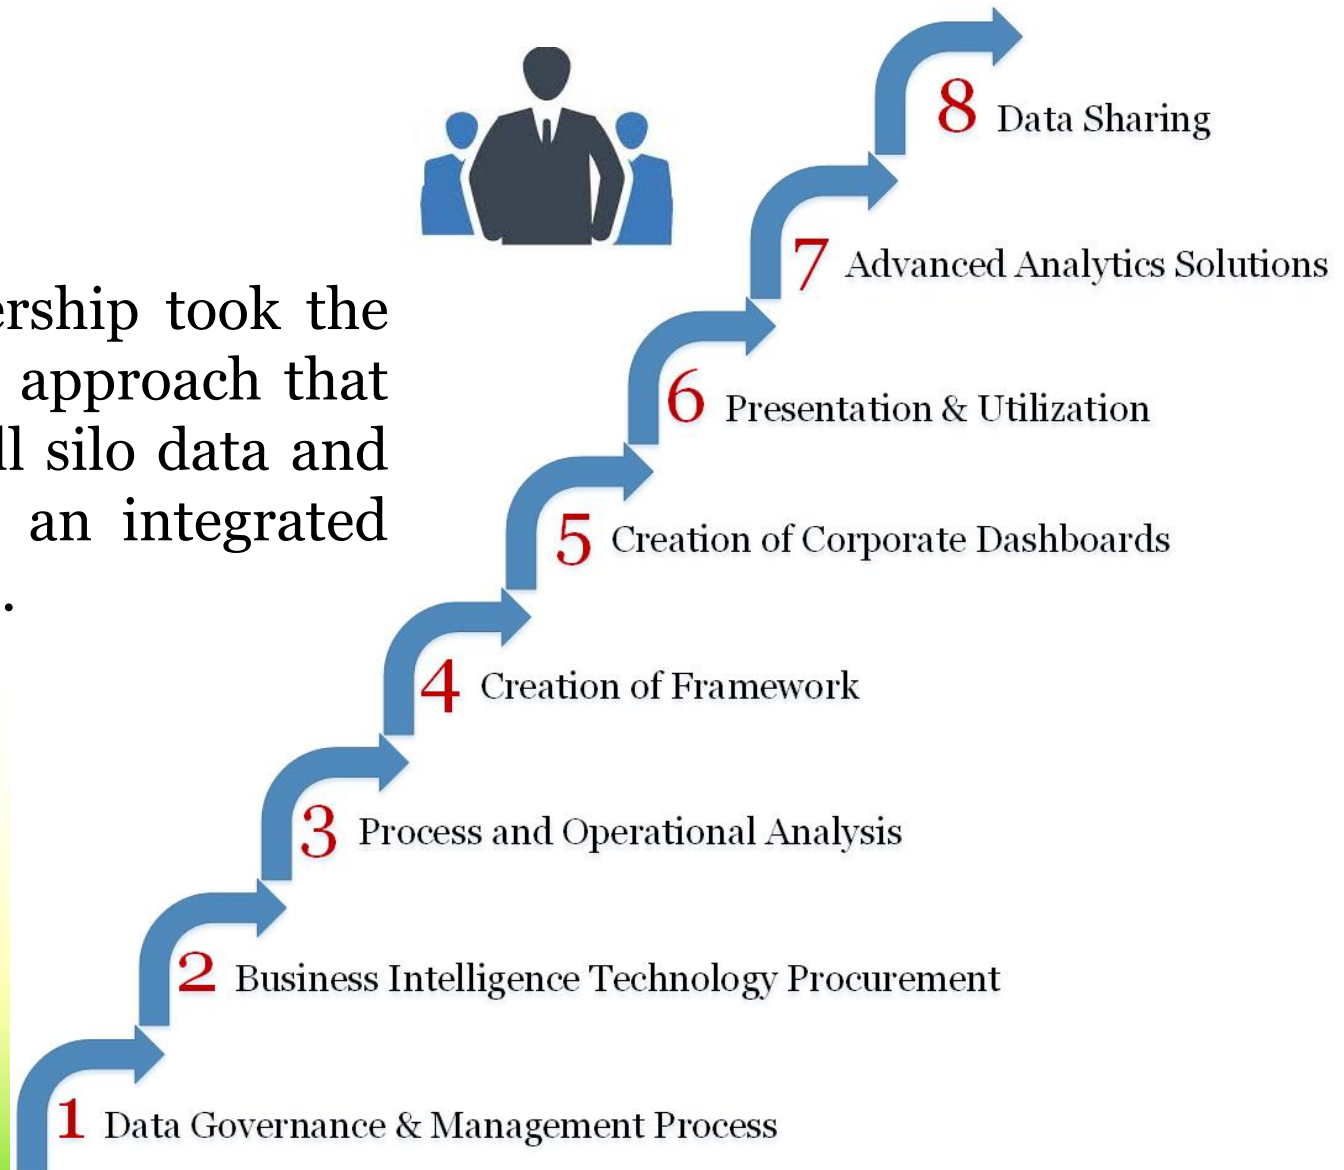 took the
approach that
silo data and
an integrated
.
8 Data Sharing
7 Advanced Analytics Solutions
6 Presentation & Utilization
5 Creation of Corporate Dashboards
4 Creation of Framework
3 Process and Operational Analysis
2 Business Intelligence Technology Procurement
1 Data Governance & Management Process